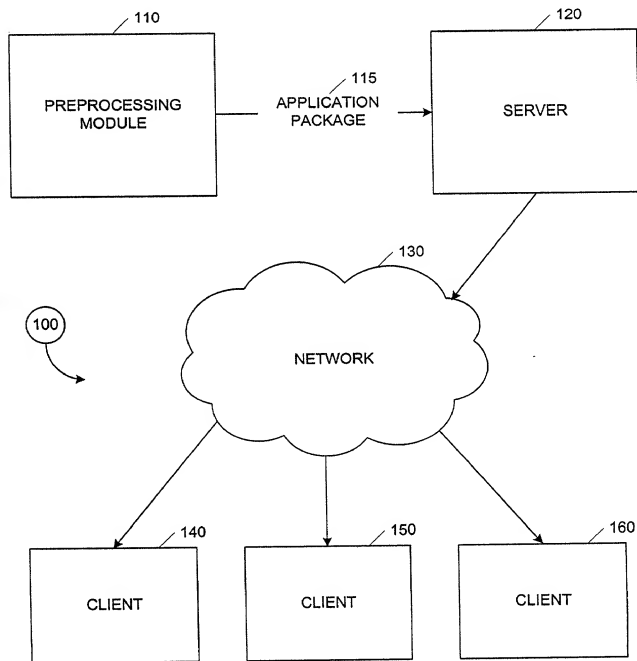 110
120
115
PREPROCESSING
MODULE
APPLICATION
PACKAGE
SERVER
130
100
NETWORK
140
150
160
CLIENT
CLIENT
CLIENT